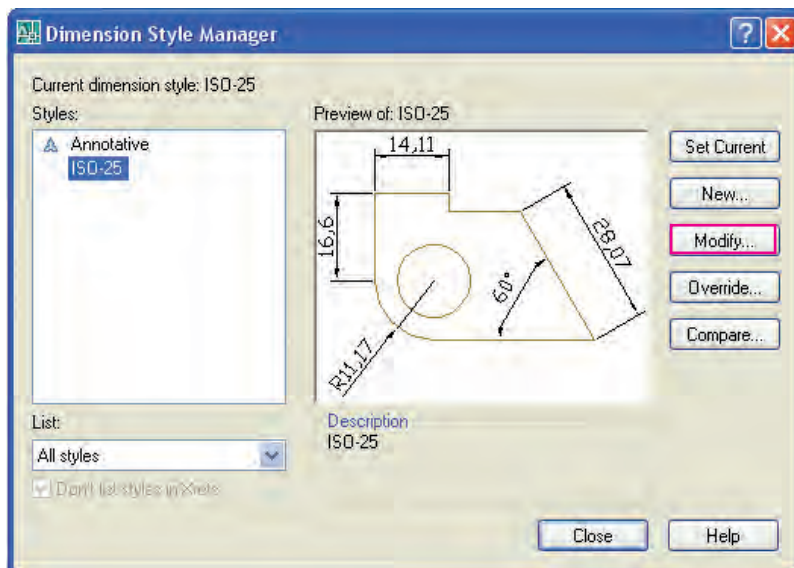 Dimension Style Manager
Current dimension style: ISO-25
Styles:
Annotative
ISO-25
Preview of: ISO-25
14,11
16,6
28,07
60°
R11,17
Set Current
New...
Modify...
Override...
Compare...
List:
All styles
Don't list styles in Xrefs
Description
ISO-25
Close
Help